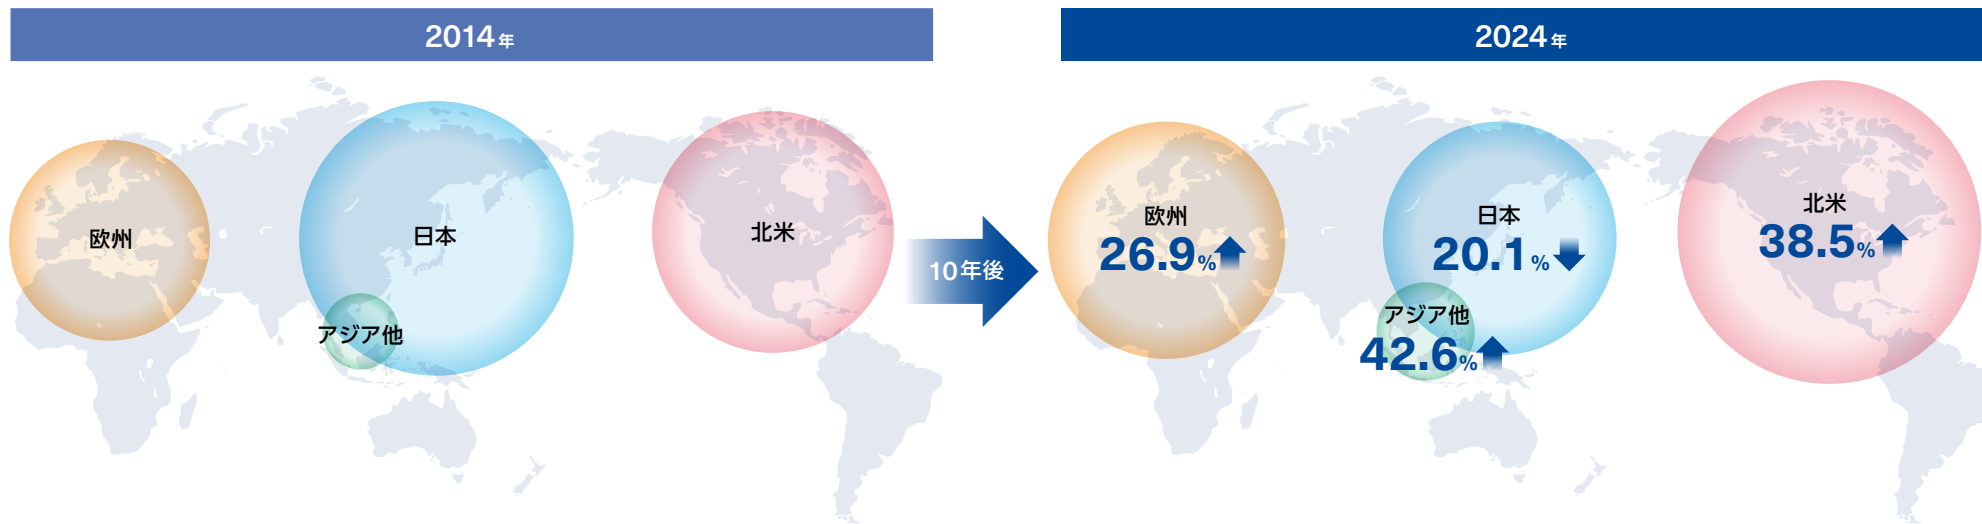 2014年
欧州
日本
北米
アジア他
10年後
2024年
欧州
26.9%
日本
20.1%
北米
38.5%
アジア他
42.6%